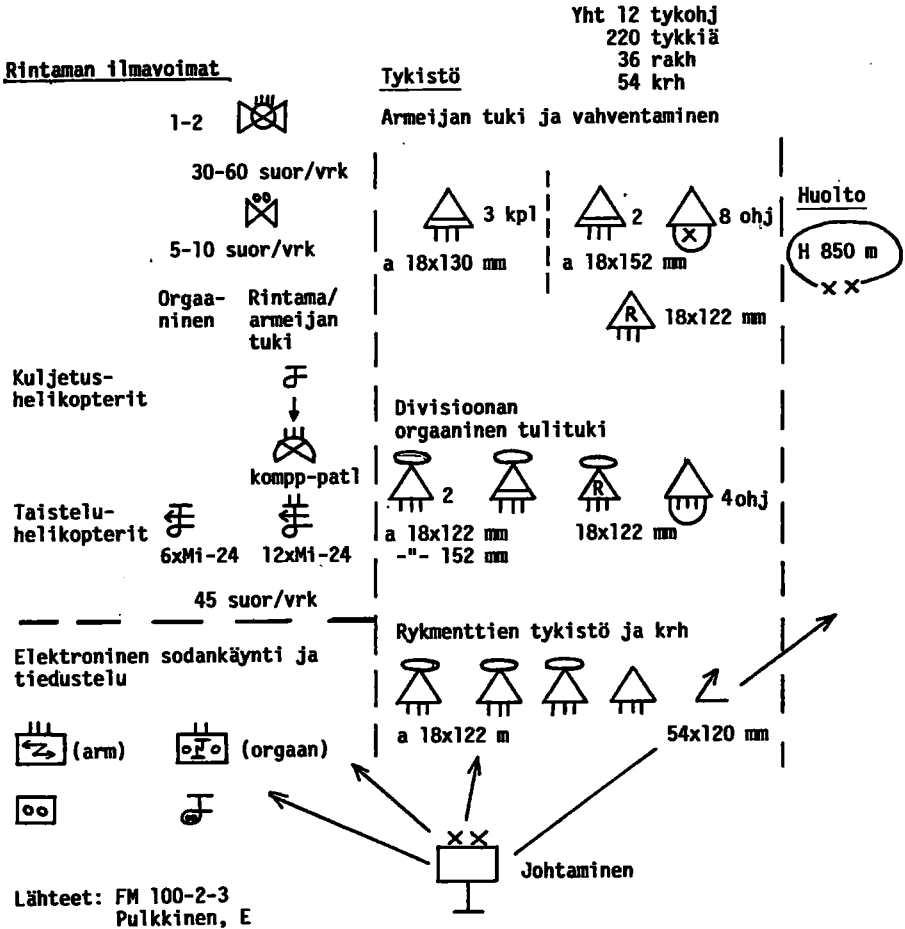 Yht 12 tykohj
220 tykkiä
36 rakh
54 krh
Rintaman ilmavoimat
1-2
30-60 suor/vrk
5-10 suor/vrk
Orgaa-
ninen
Rintama/
armeijan
tuki
Kuljetus-
helikopterit
kompp-patl
Taistelu-
helikopterit
6xMi-24
12xMi-24
45 suor/vrk
Tykistö
Armeijan tuki ja vahventaminen
3 kpl
a 18x130 mm
2
a 18x152 mm
8 ohj
R
18x122 mm
Divisioonan
orgaaninen tulituki
2
a 18x122 mm
-"- 152 mm
R
18x122 mm
4 ohj
Rykmenttien tykistö ja krh
a 18x122 m
54x120 mm
Huolto
H 850 m
Elektroninen sodankäynti ja
tiedustelu
(arm)
(orgaan)
Johtaminen
Lähteet: FM 100-2-3
Pulkkinen, E